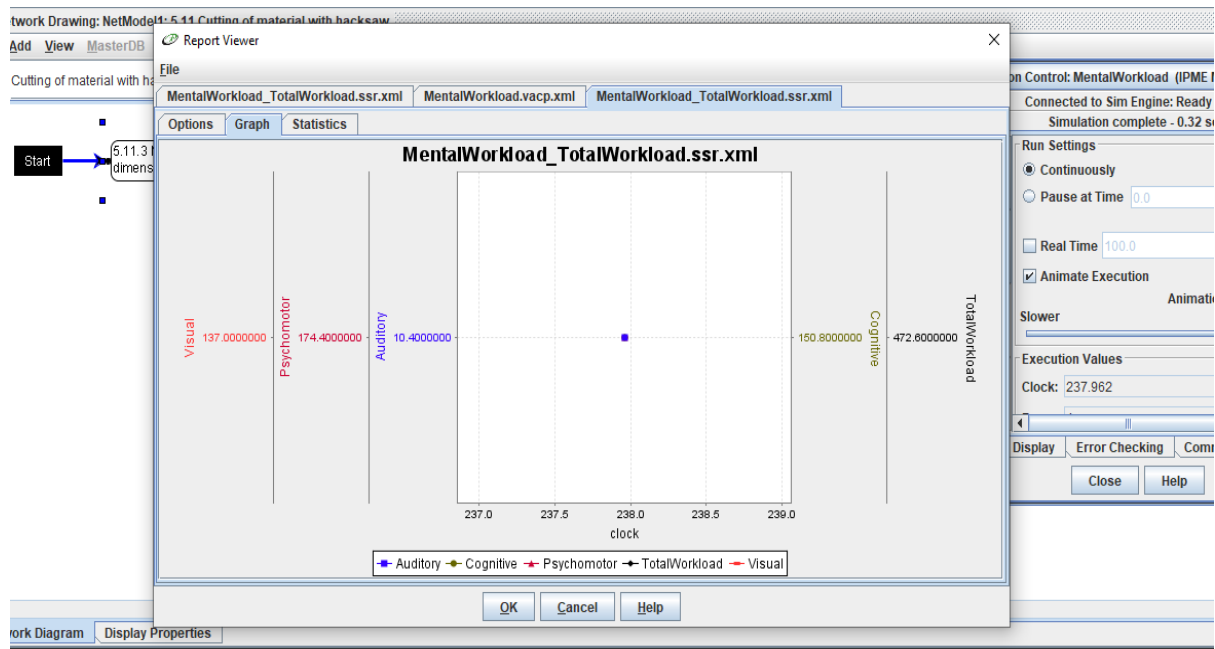 twork Drawing: NetModel1: 5.11 Cutting of material with hacksaw
Add View MasterDB
Cutting of material with ha
Start
5.11.3
dimens
Report Viewer
File
MentalWorkload_TotalWorkload.ssr.xml MentalWorkload.vacp.xml MentalWorkload_TotalWorkload.ssr.xml
Options Graph Statistics
MentalWorkload_TotalWorkload.ssr.xml
Visual
137.0000000
Psychomotor
174.4000000
Auditory
10.4000000
150.8000000
Cognitive
472.6000000
TotalWorkload
237.0 237.5 238.0 238.5 239.0
clock
Auditory Cognitive Psychomotor TotalWorkload Visual
OK Cancel Help
on Control: MentalWorkload (IPME
Connected to Sim Engine: Ready
Simulation complete - 0.32 s
Run Settings
Continuously
Pause at Time 0.0
Real Time 100.0
Animate Execution
Animati
Slower
Execution Values
Clock: 237.962
Display Error Checking Comm
Close Help
work Diagram Display Properties